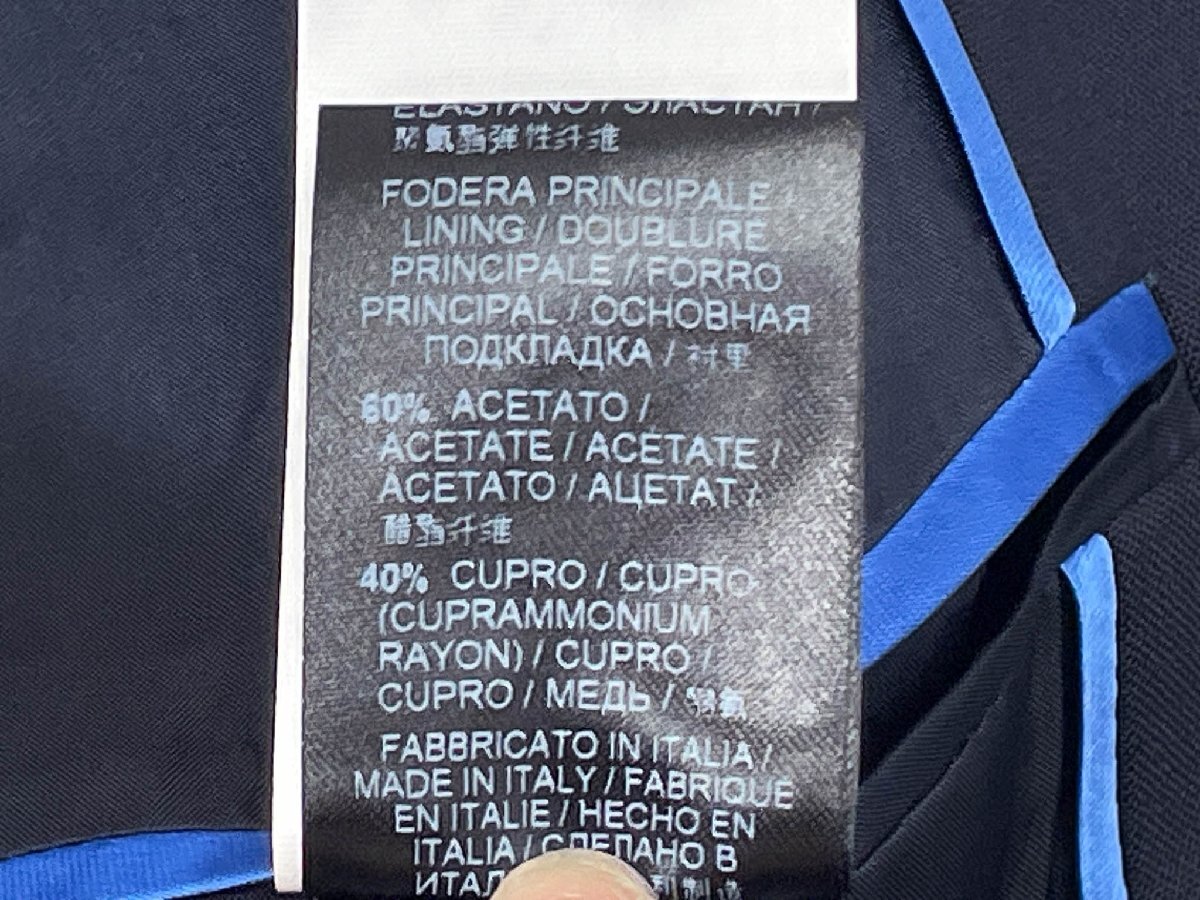 ELASTANO / ЭЛАСТАН /
聚氨酯弹性纤维
FODERA PRINCIPALE /
LINING / DOUBLURE
PRINCIPALE / FORRO
PRINCIPAL / ОСНОВНАЯ
ПОДКЛАДКА / 衬里
60% ACETATO /
ACETATE / ACETATE /
ACETATO / АЦЕТАТ /
醋酯纤维
40% CUPRO / CUPRO
(CUPRAMMONIUM
RAYON) / CUPRO /
CUPRO / МЕДЬ / 铜氨
FABBRICATO IN ITALIA /
MADE IN ITALY / FABRIQUE
EN ITALIE / HECHO EN
ITALIA / СДЕЛАНО В